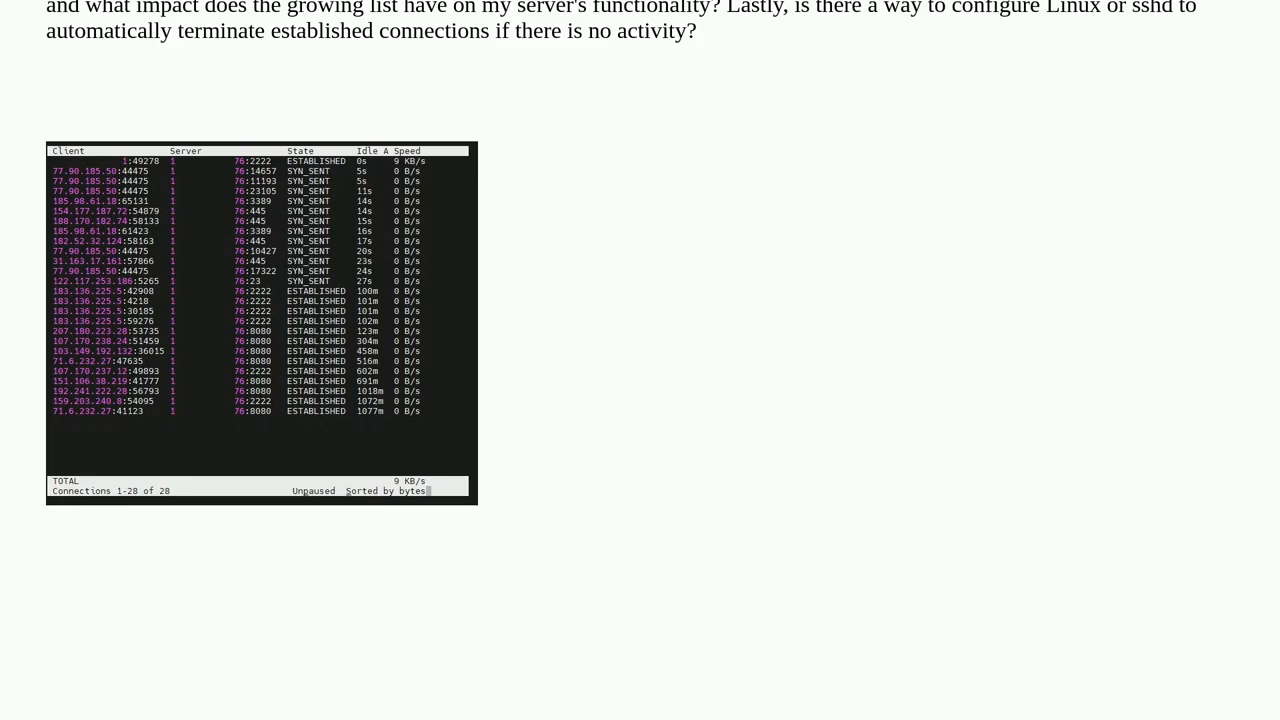 and what impact does the growing list have on my server's functionality? Lastly, is there a way to configure Linux or sshd to
automatically terminate established connections if there is no activity?
Client Server State Idle A Speed
1:49278 1 76:2222 ESTABLISHED 0s 9 KB/s
77.90.185.50:44475 1 76:14657 SYN_SENT 5s 0 B/s
77.90.185.50:44475 1 76:11193 SYN_SENT 5s 0 B/s
77.90.185.50:44475 1 76:23105 SYN_SENT 11s 0 B/s
185.98.61.18:65131 1 76:3389 SYN_SENT 14s 0 B/s
154.177.187.72:54879 1 76:445 SYN_SENT 14s 0 B/s
188.170.182.74:58133 1 76:445 SYN_SENT 15s 0 B/s
185.98.61.18:61423 1 76:3389 SYN_SENT 16s 0 B/s
182.52.32.124:58163 1 76:445 SYN_SENT 17s 0 B/s
77.90.185.50:44475 1 76:10427 SYN_SENT 20s 0 B/s
31.163.17.161:57866 1 76:445 SYN_SENT 23s 0 B/s
77.90.185.50:44475 1 76:17322 SYN_SENT 24s 0 B/s
122.117.253.186:5265 1 76:23 SYN_SENT 27s 0 B/s
183.136.225.5:42908 1 76:2222 ESTABLISHED 100m 0 B/s
183.136.225.5:4218 1 76:2222 ESTABLISHED 101m 0 B/s
183.136.225.5:30185 1 76:2222 ESTABLISHED 101m 0 B/s
183.136.225.5:59276 1 76:2222 ESTABLISHED 102m 0 B/s
207.180.223.28:53735 1 76:8080 ESTABLISHED 123m 0 B/s
107.170.238.24:51459 1 76:8080 ESTABLISHED 304m 0 B/s
103.149.192.132:36015 1 76:8080 ESTABLISHED 458m 0 B/s
71.6.232.27:47635 1 76:8080 ESTABLISHED 516m 0 B/s
107.170.237.12:49893 1 76:2222 ESTABLISHED 602m 0 B/s
151.106.38.219:41777 1 76:8080 ESTABLISHED 691m 0 B/s
192.241.222.28:56793 1 76:8080 ESTABLISHED 1018m 0 B/s
159.203.240.8:54095 1 76:2222 ESTABLISHED 1072m 0 B/s
71.6.232.27:41123 1 76:8080 ESTABLISHED 1077m 0 B/s
TOTAL 9 KB/s
Connections 1-28 of 28 Unpaused Sorted by bytes